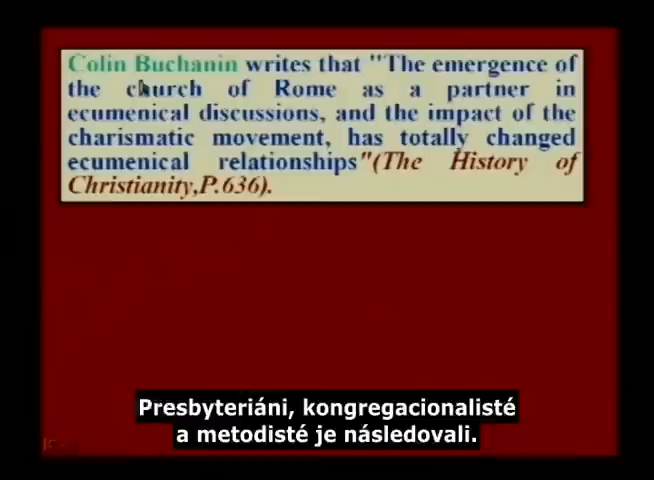 Colin Buchanin writes that "The emergence of
the church of Rome as a partner in
ecumenical discussions, and the impact of the
charismatic movement, has totally changed
ecumenical relationships"(The History of
Christianity,P.636).
Presbyteriáni, kongregacionalisté
a metodisté je následovali.